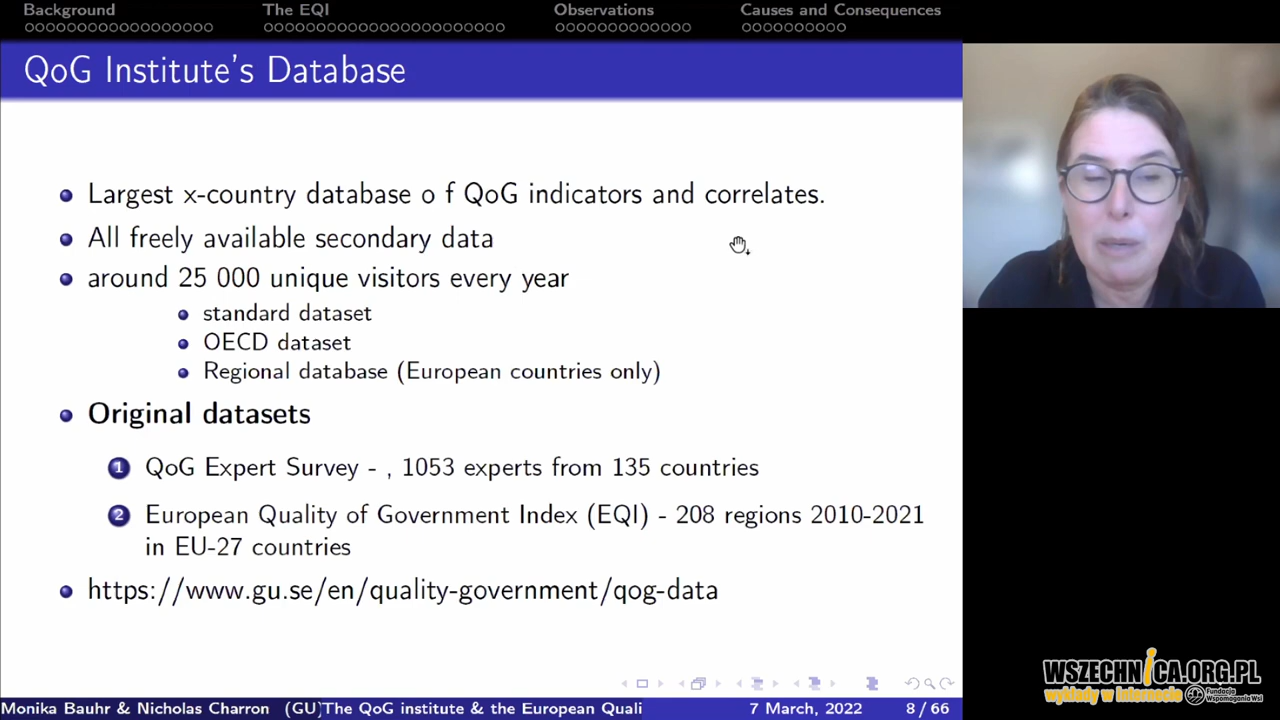 Background The EQI Observations Causes and Consequences
QoG Institute's Database
Largest x-country database o f QoG indicators and correlates.
All freely available secondary data
around 25 000 unique visitors every year
standard dataset
OECD dataset
Regional database (European countries only)
Original datasets
1 QoG Expert Survey - , 1053 experts from 135 countries
2 European Quality of Government Index (EQI) - 208 regions 2010-2021
in EU-27 countries
https://www.gu.se/en/quality-government/qog-data
WSZECHNICA.ORG.PL
wykłady w internecie Fundacja
Wspomagania Wsi
Monika Bauhr & Nicholas Charron (GU) The QoG institute & the European Quali 7 March, 2022 8 / 66